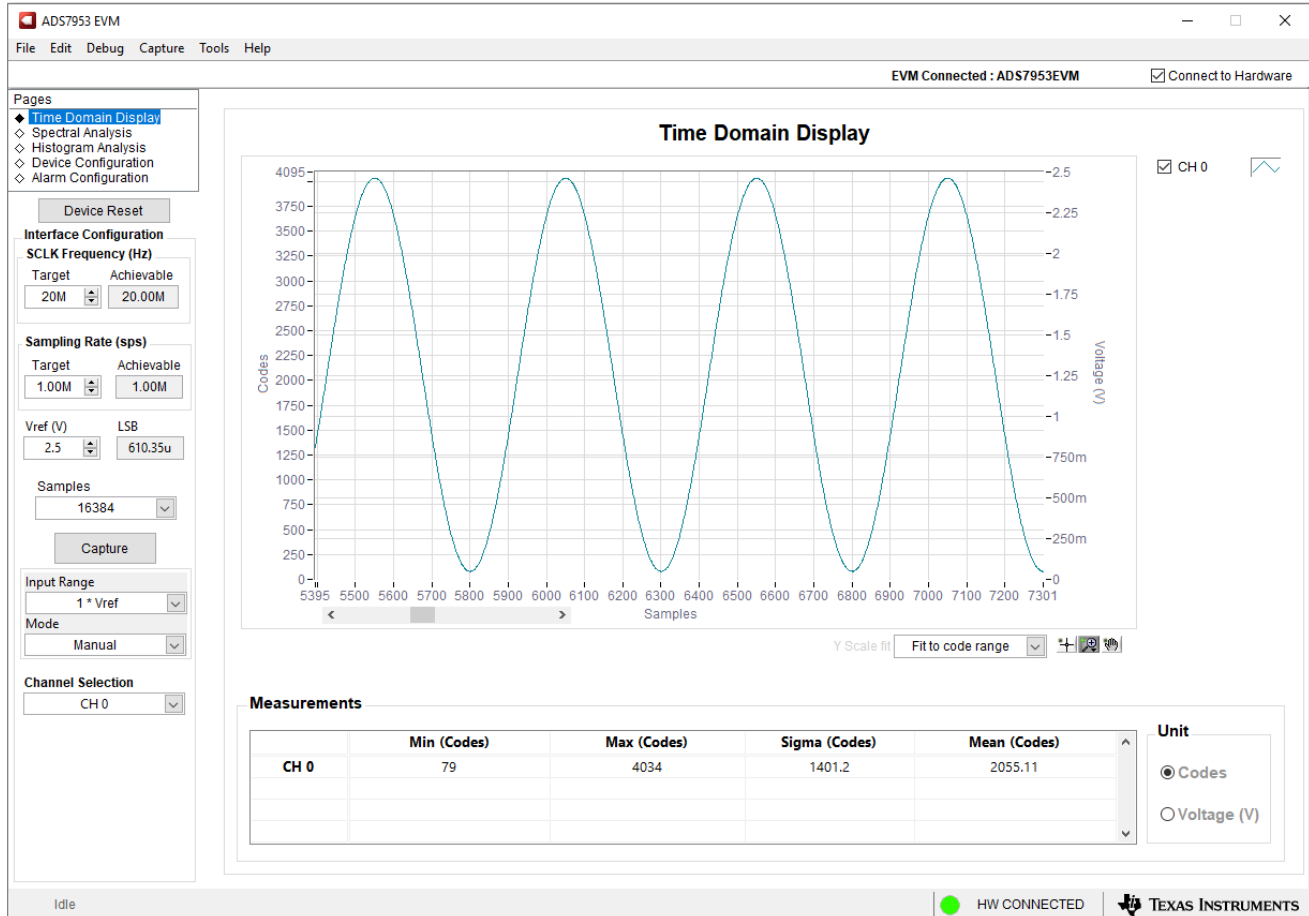 ADS7953 EVM
File Edit Debug Capture Tools Help
EVM Connected : ADS7953EVM Connect to Hardware
Pages
Time Domain Display
Spectral Analysis
Histogram Analysis
Device Configuration
Alarm Configuration
Device Reset
Interface Configuration
SCLK Frequency (Hz)
Target Achievable
20M 20.00M
Sampling Rate (sps)
Target Achievable
1.00M 1.00M
Vref (V) LSB
2.5 610.35u
Samples
16384
Capture
Input Range
1 * Vref
Mode
Manual
Channel Selection
CH 0
Time Domain Display
CH 0
Codes
4095
3750
3500
3250
3000
2750
2500
2250
2000
1750
1500
1250
1000
750
500
250
0
2.5
2.25
2
1.75
1.5
1.25
1
750m
500m
250m
0
Voltage (V)
5395 5500 5600 5700 5800 5900 6000 6100 6200 6300 6400 6500 6600 6700 6800 6900 7000 7100 7200 7301
Samples
Y Scale fit Fit to code range
Measurements
Min (Codes) Max (Codes) Sigma (Codes) Mean (Codes)
CH 0 79 4034 1401.2 2055.11
Unit
Codes
Voltage (V)
Idle HW CONNECTED TEXAS INSTRUMENTS